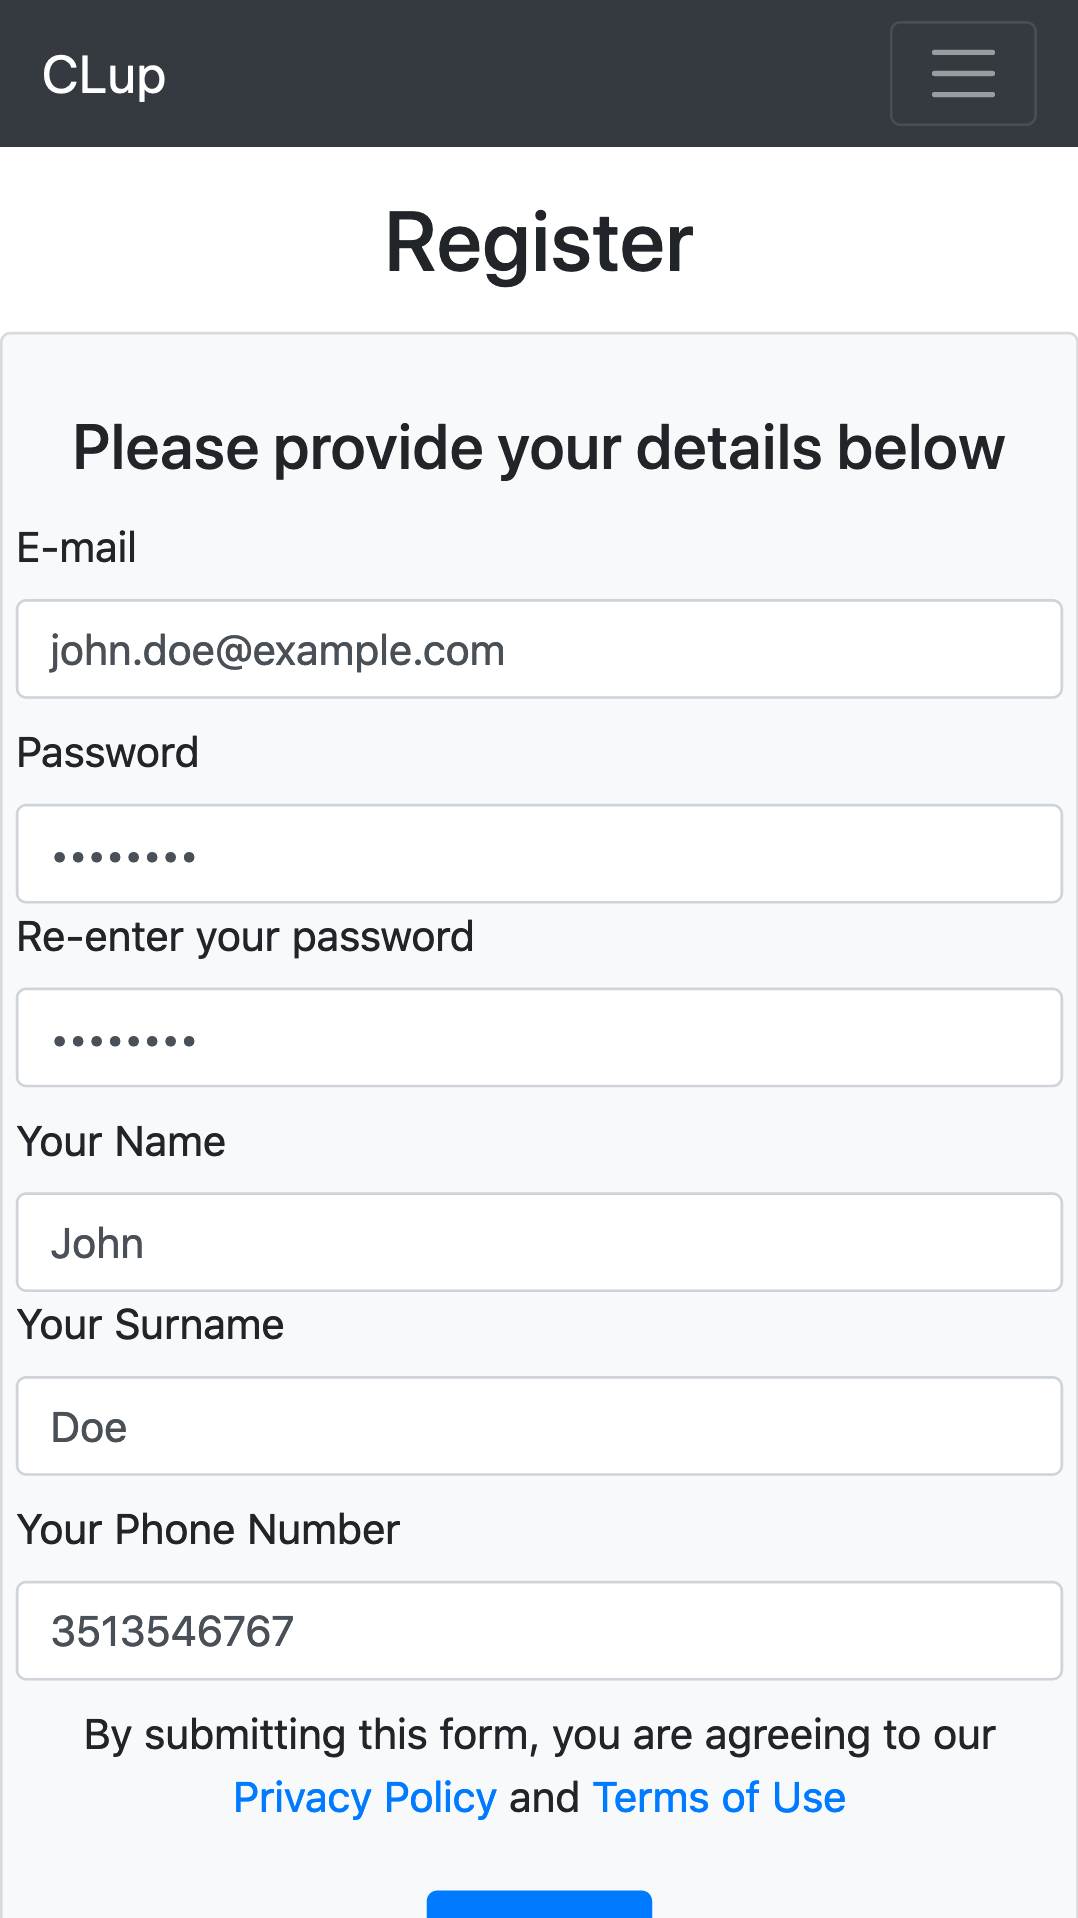 CLup
Register
Please provide your details below
E-mail
john.doe@example.com
Password
••••••••
Re-enter your password
••••••••
Your Name
John
Your Surname
Doe
Your Phone Number
3513546767
By submitting this form, you are agreeing to our
Privacy Policy and Terms of Use